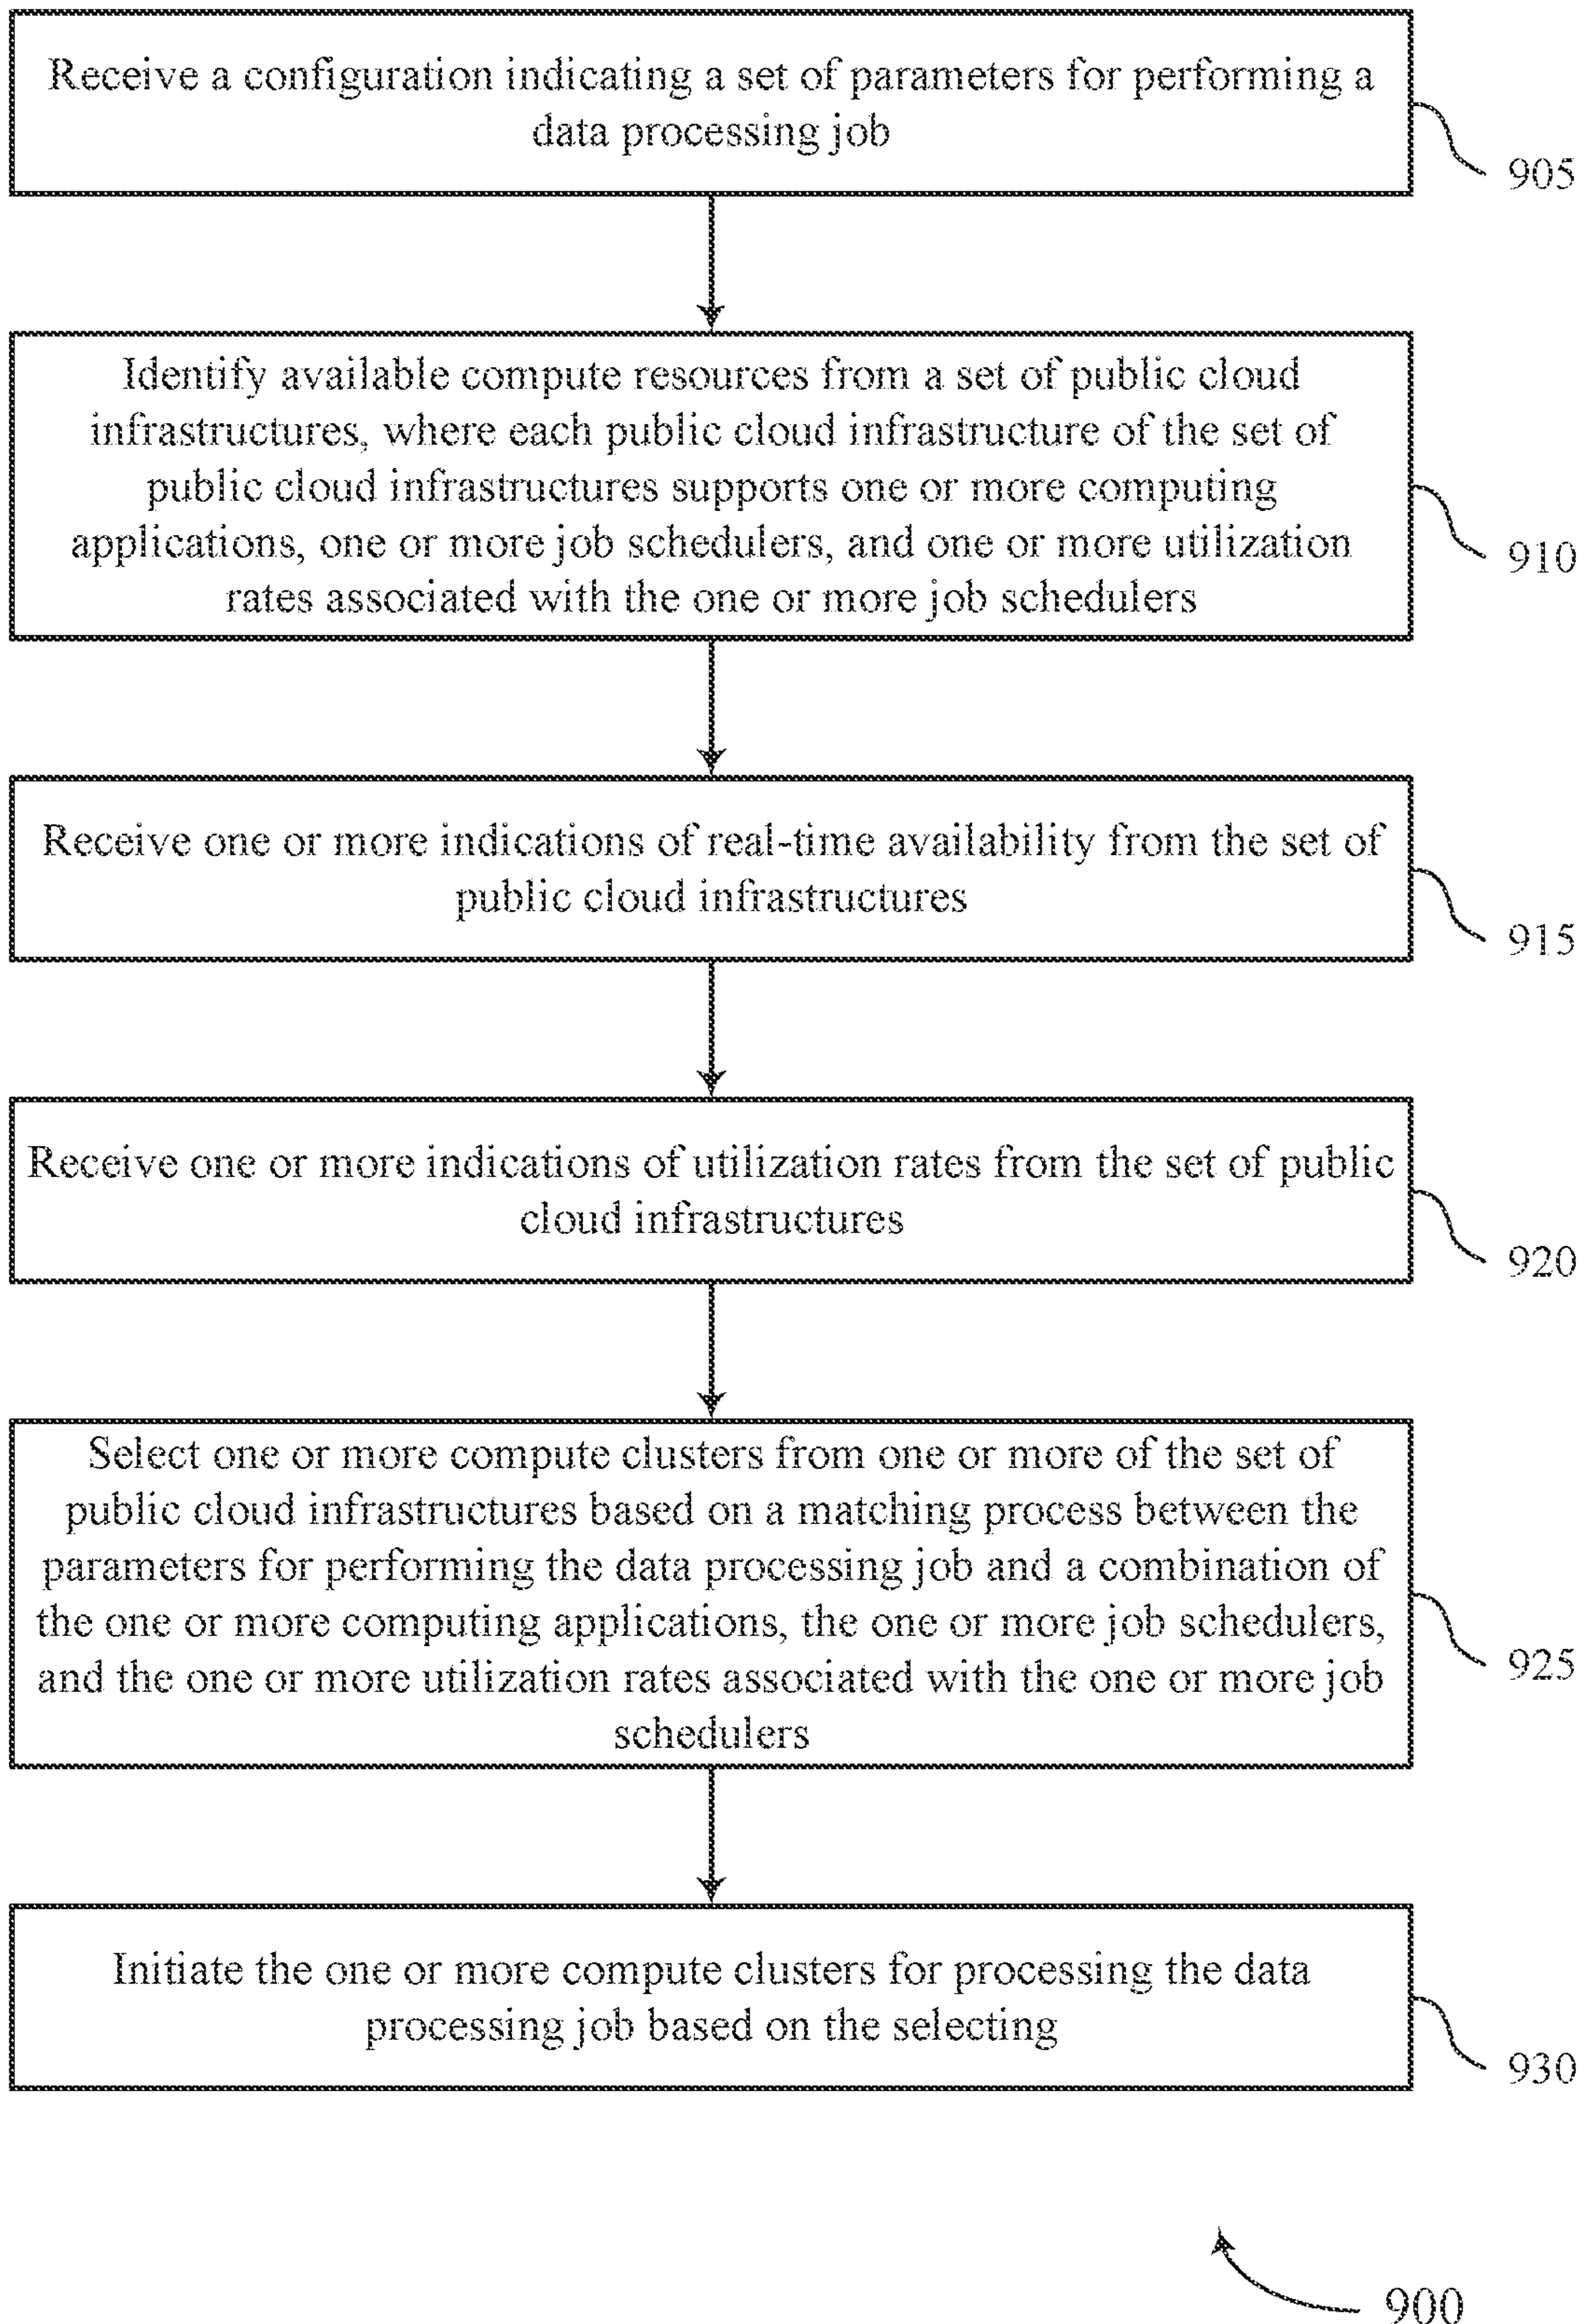 Receive a configuration indicating a set of parameters for performing a
data processing job
905
Identify available compute resources from a set of public cloud
infrastructures, where each public cloud infrastructure of the set of
public cloud infrastructures supports one or more computing
applications, one or more job schedulers, and one or more utilization
rates associated with the one or more job schedulers
910
Receive one or more indications of real-time availability from the set of
public cloud infrastructures
915
Receive one or more indications of utilization rates from the set of public
cloud infrastructures
920
Select one or more compute clusters from one or more of the set of
public cloud infrastructures based on a matching process between the
parameters for performing the data processing job and a combination of
the one or more computing applications, the one or more job schedulers,
and the one or more utilization rates associated with the one or more job
schedulers
925
Initiate the one or more compute clusters for processing the data
processing job based on the selecting
930
900